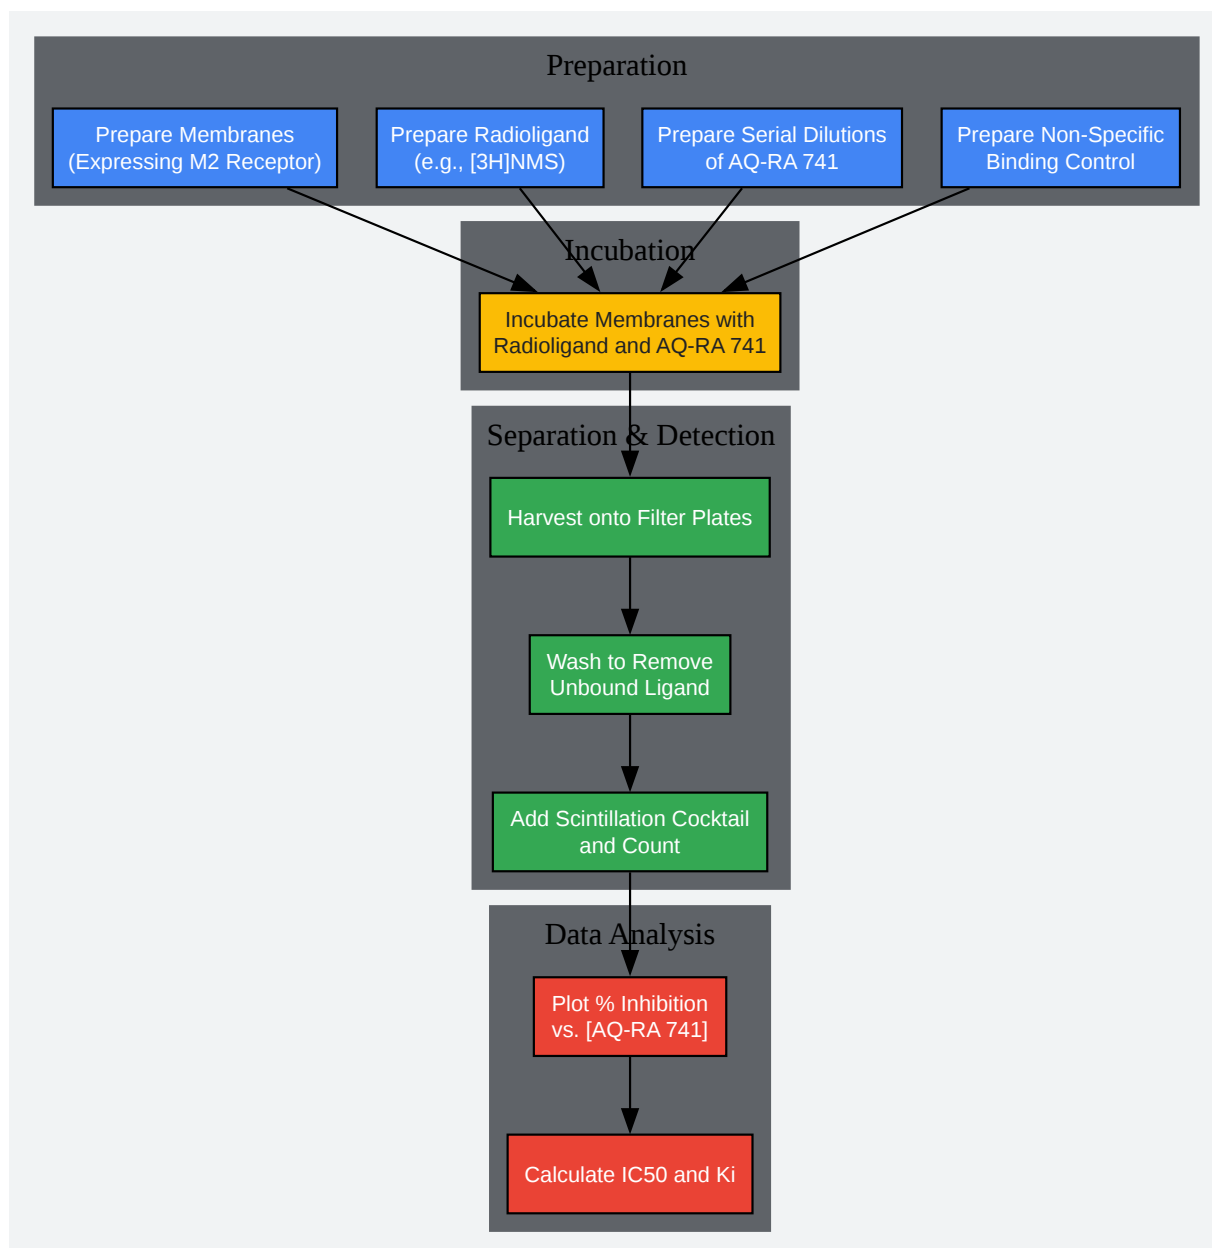 Preparation
Prepare Membranes
(Expressing M2 Receptor)
Prepare Radioligand
(e.g., [3H]NMS)
Prepare Serial Dilutions
of AQ-RA 741
Prepare Non-Specific
Binding Control
Incubation
Incubate Membranes with
Radioligand and AQ-RA 741
Separation & Detection
Harvest onto Filter Plates
Wash to Remove
Unbound Ligand
Add Scintillation Cocktail
and Count
Data Analysis
Plot % Inhibition
vs. [AQ-RA 741]
Calculate IC50 and Ki